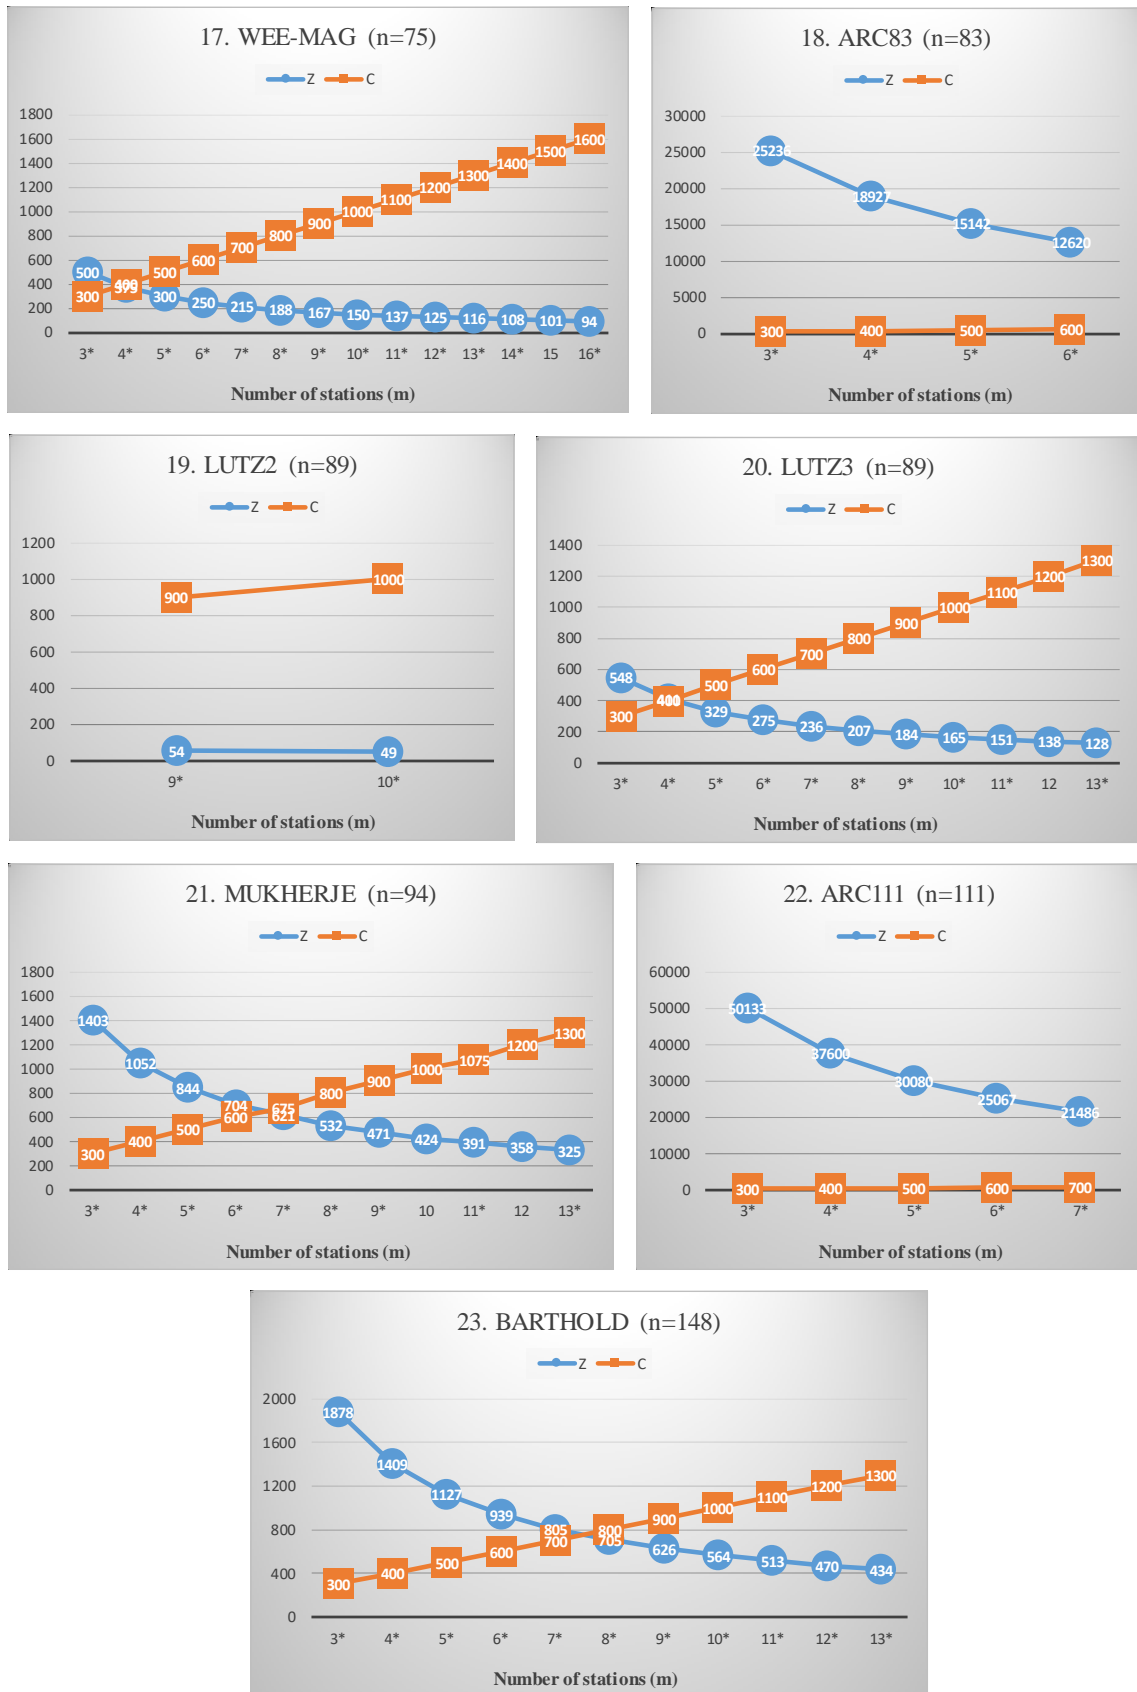 17. WEE-MAG (n=75)
Z C
1800
1600
1400
1200
1000
800
600
400
200
0
500 375 300 250 215 188 167 150 137 125 116 108 101 94
300 400 500 600 700 800 900 1000 1100 1200 1300 1400 1500 1600
3* 4* 5* 6* 7* 8* 9* 10* 11* 12* 13* 14* 15 16*
Number of stations (m)
18. ARC83 (n=83)
Z C
30000
25000
20000
15000
10000
5000
0
25236 18927 15142 12620
300 400 500 600
3* 4* 5* 6*
Number of stations (m)
19. LUTZ2 (n=89)
Z C
1200
1000
800
600
400
200
0
900 1000
54 49
9* 10*
Number of stations (m)
20. LUTZ3 (n=89)
Z C
1400
1200
1000
800
600
400
200
0
548 329 275 236 207 184 165 151 138 128
300 400 500 600 700 800 900 1000 1100 1200 1300
3* 4* 5* 6* 7* 8* 9* 10* 11* 12 13*
Number of stations (m)
21. MUKHERJE (n=94)
Z C
1800
1600
1400
1200
1000
800
600
400
200
0
1403 1052 844 704 621 532 471 424 391 358 325
300 400 500 600 675 800 900 1000 1075 1200 1300
3* 4* 5* 6* 7* 8* 9* 10 11* 12 13*
Number of stations (m)
22. ARC111 (n=111)
Z C
60000
50000
40000
30000
20000
10000
0
50133 37600 30080 25067 21486
300 400 500 600 700
3* 4* 5* 6* 7*
Number of stations (m)
23. BARTHOLD (n=148)
Z C
2000
1600
1200
800
400
0
1878 1409 1127 939 805 705 626 564 513 470 434
300 400 500 600 700 800 900 1000 1100 1200 1300
3* 4* 5* 6* 7* 8* 9* 10* 11* 12* 13*
Number of stations (m)